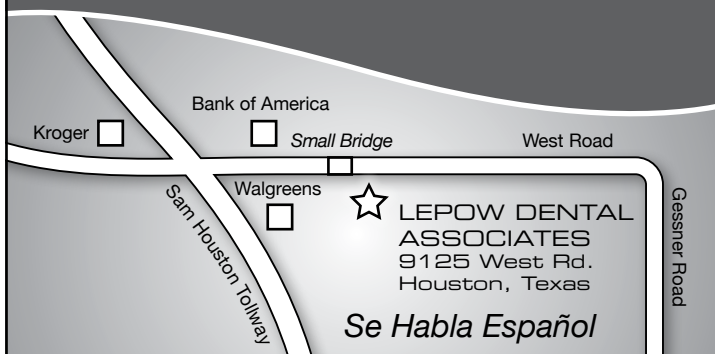 Bank of America
Kroger
Small Bridge
West Road
Walgreens
Sam Houston Tollway
Gessner Road
LEPOW DENTAL
ASSOCIATES
9125 West Rd.
Houston, Texas
Se Habla Español